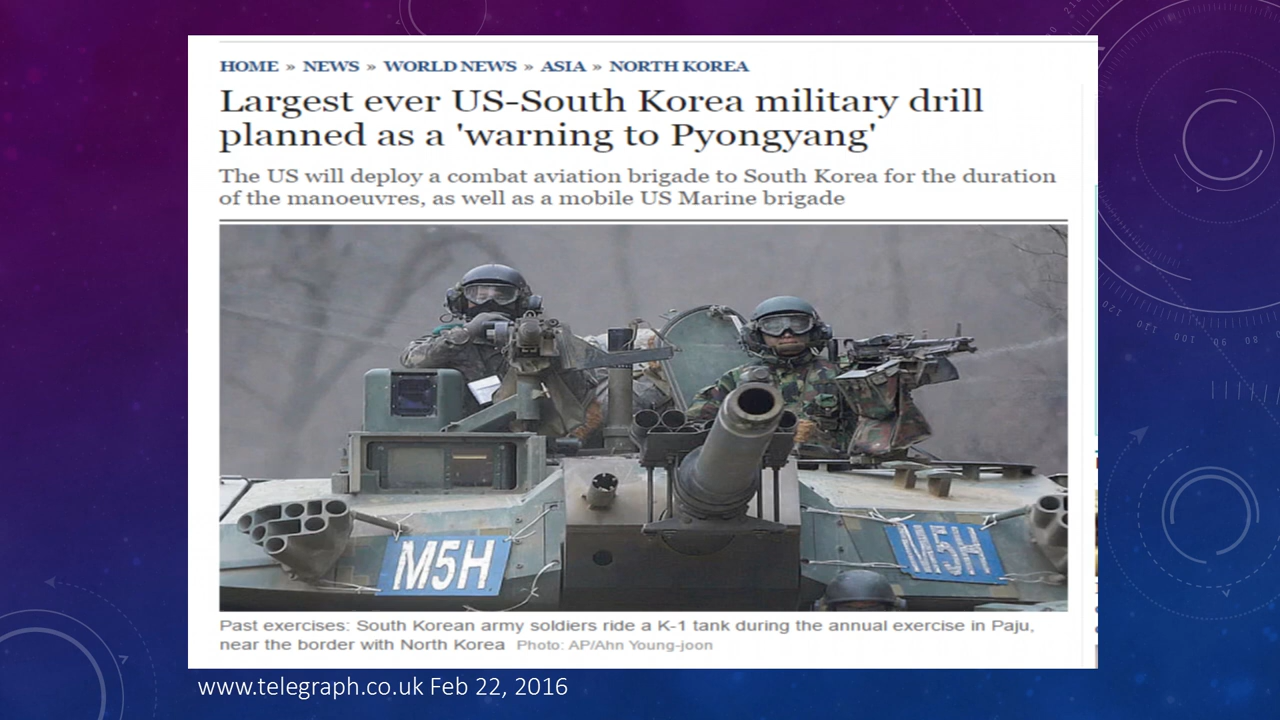 HOME » NEWS » WORLD NEWS » ASIA » NORTH KOREA
Largest ever US-South Korea military drill
planned as a 'warning to Pyongyang'
The US will deploy a combat aviation brigade to South Korea for the duration
of the manoeuvres, as well as a mobile US Marine brigade
M5H
M5H
Past exercises: South Korean army soldiers ride a K-1 tank during the annual exercise in Paju,
near the border with North Korea Photo: AP/Ahn Young-joon
www.telegraph.co.uk Feb 22, 2016